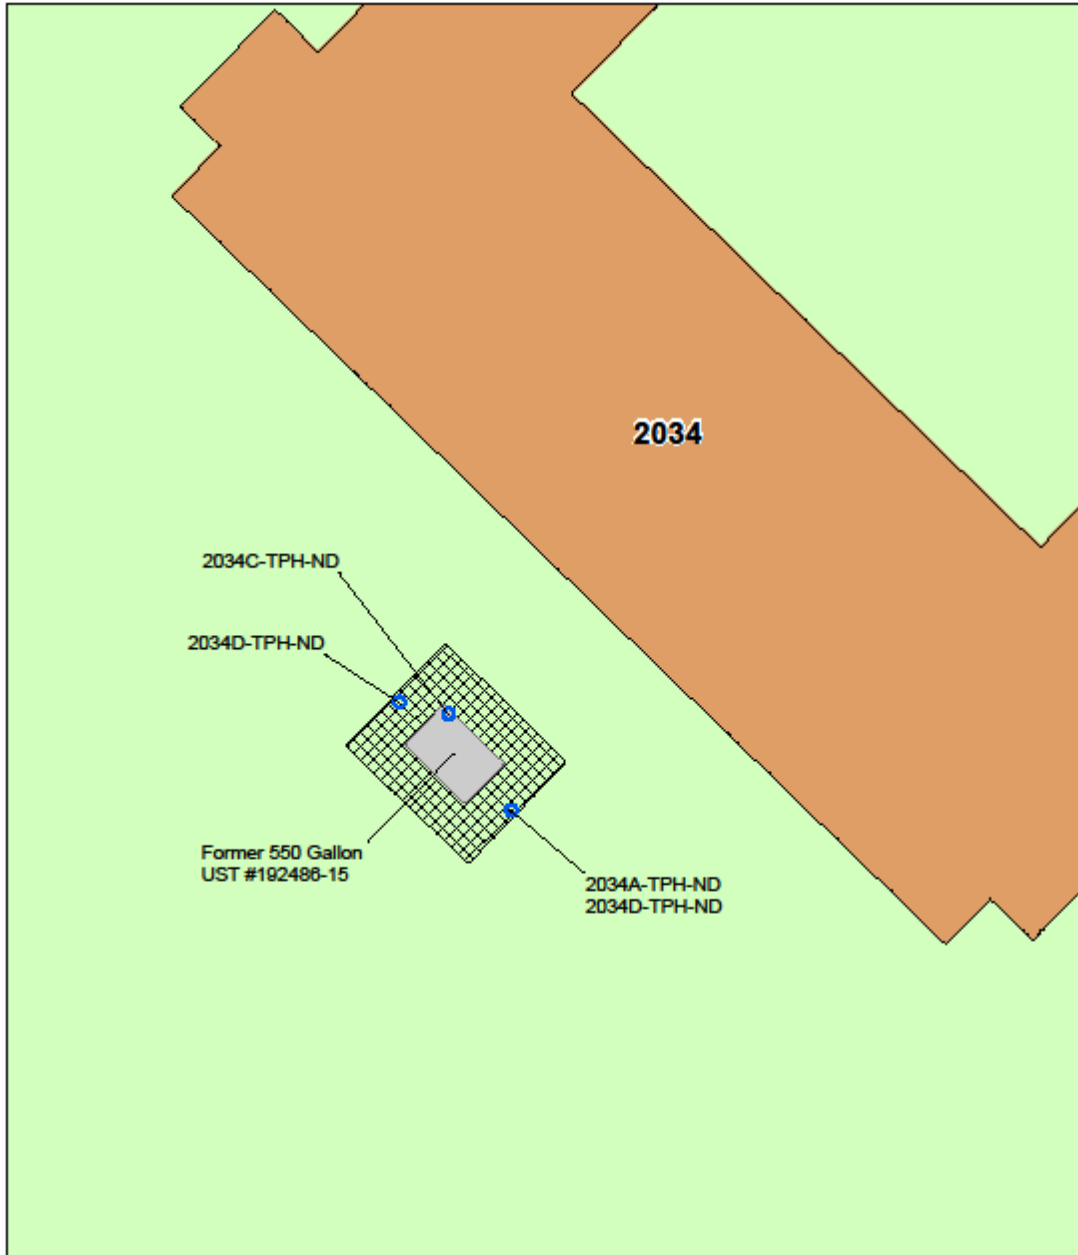 2034
2034C-TPH-ND
2034D-TPH-ND
Former 550 Gallon
UST #192486-15
2034A-TPH-ND
2034D-TPH-ND